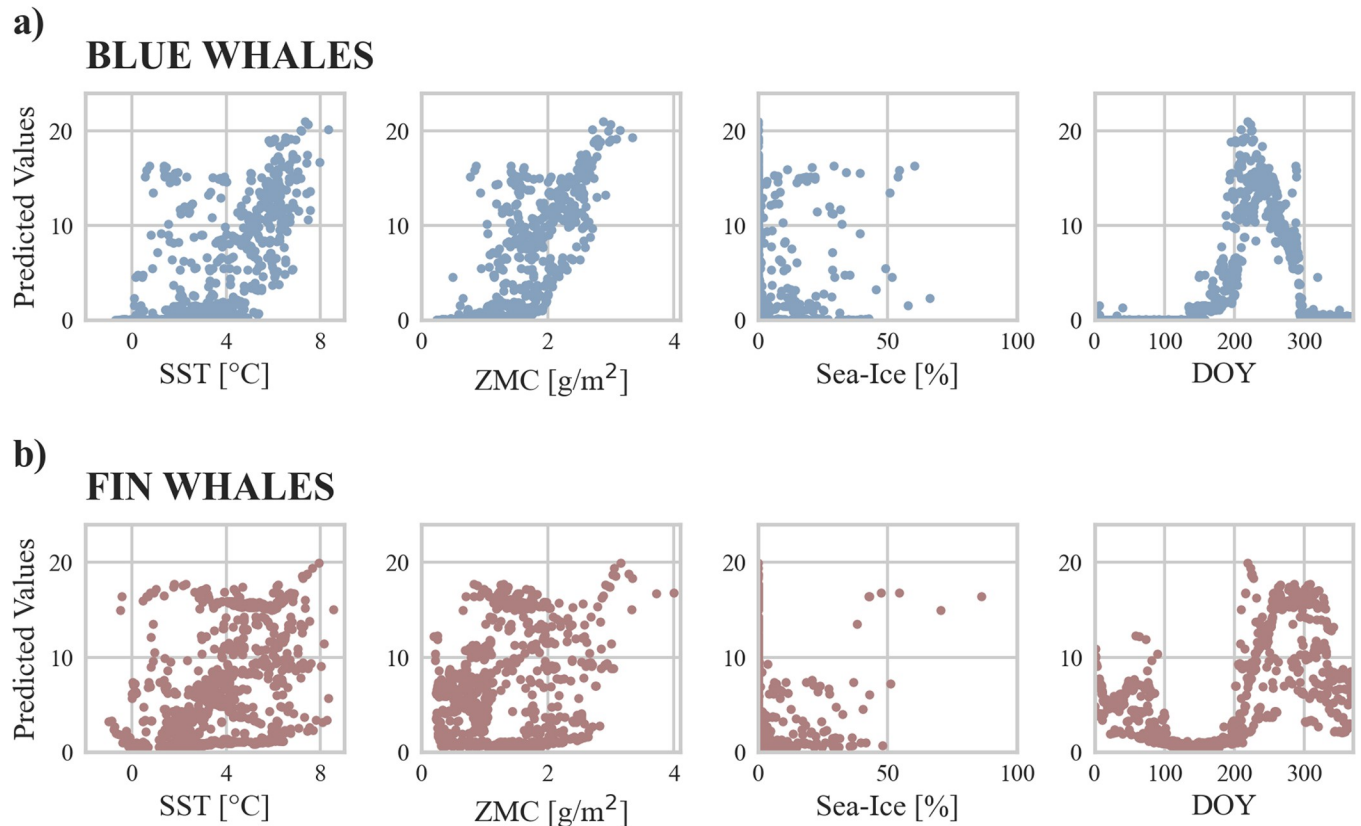 a)
BLUE WHALES
Predicted Values
20
10
0
0 4 8
SST [°C]
0 2 4
ZMC [g/m²]
0 50 100
Sea-Ice [%]
0 100 200 300
DOY
b)
FIN WHALES
Predicted Values
20
10
0
0 4 8
SST [°C]
0 2 4
ZMC [g/m²]
0 50 100
Sea-Ice [%]
0 100 200 300
DOY